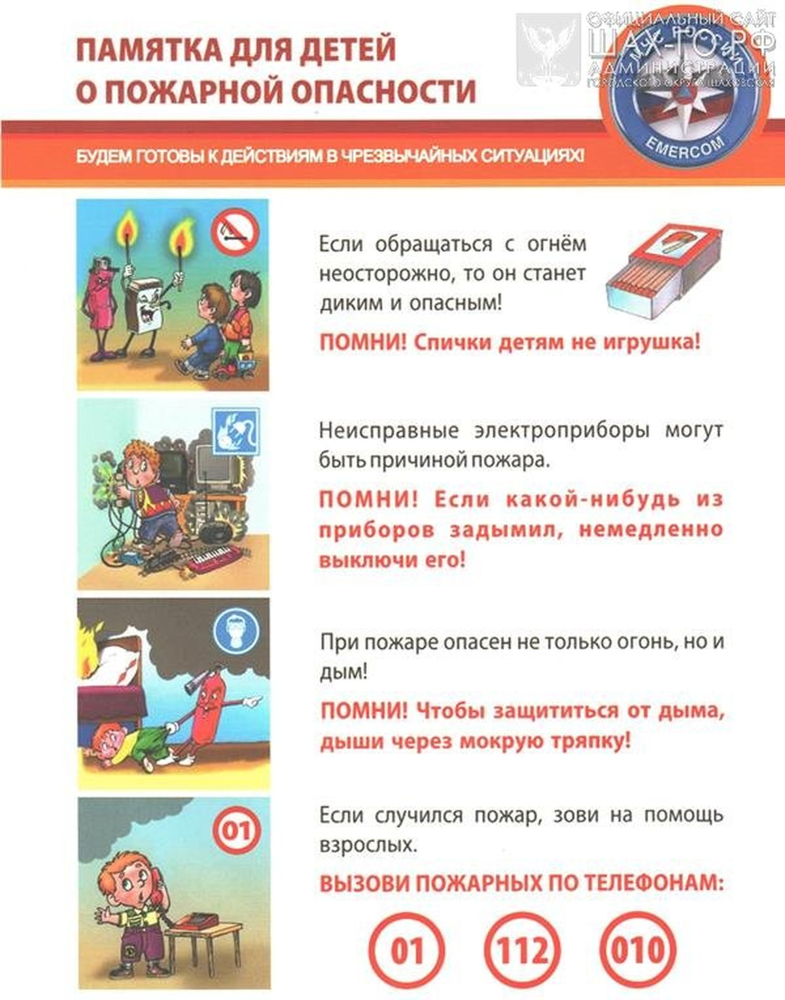 ОФИЦИАЛЬНЫЙ САЙТ
ШАХ-ГО.РФ
АДМИНИСТРАЦИИ
ГОРОДСКОГО ОКРУГА ШАХОВСКАЯ
МЧС РОССИИ
EMERCOM
ПАМЯТКА ДЛЯ ДЕТЕЙ
О ПОЖАРНОЙ ОПАСНОСТИ
БУДЕМ ГОТОВЫ К ДЕЙСТВИЯМ В ЧРЕЗВЫЧАЙНЫХ СИТУАЦИЯХ!
Если обращаться с огнём
неосторожно, то он станет
диким и опасным!
ПОМНИ! Спички детям не игрушка!
Неисправные электроприборы могут
быть причиной пожара.
ПОМНИ! Если какой-нибудь из
приборов задымил, немедленно
выключи его!
При пожаре опасен не только огонь, но и
дым!
ПОМНИ! Чтобы защититься от дыма,
дыши через мокрую тряпку!
01
Если случился пожар, зови на помощь
взрослых.
ВЫЗОВИ ПОЖАРНЫХ ПО ТЕЛЕФОНАМ:
01 112 010